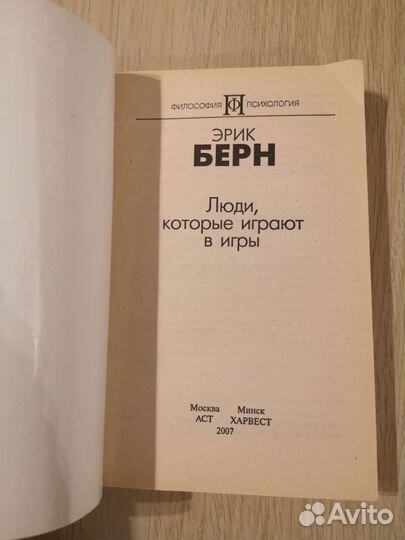 ФИЛОСОФИЯ ПСИХОЛОГИЯ
ЭРИК
БЕРН
Люди,
которые играют
в игры
Москва Минск
АСТ ХАРВЕСТ
2007
Avito